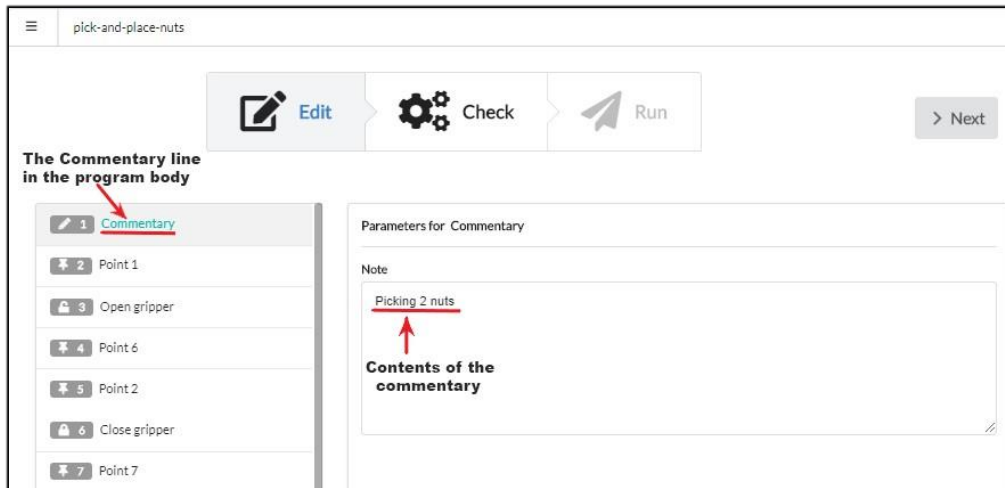 pick-and-place-nuts
Edit
Check
Run
Next
The Commentary line
in the program body
1 Commentary
2 Point 1
3 Open gripper
4 Point 6
5 Point 2
6 Close gripper
7 Point 7
Parameters for Commentary
Note
Picking 2 nuts
Contents of the
commentary